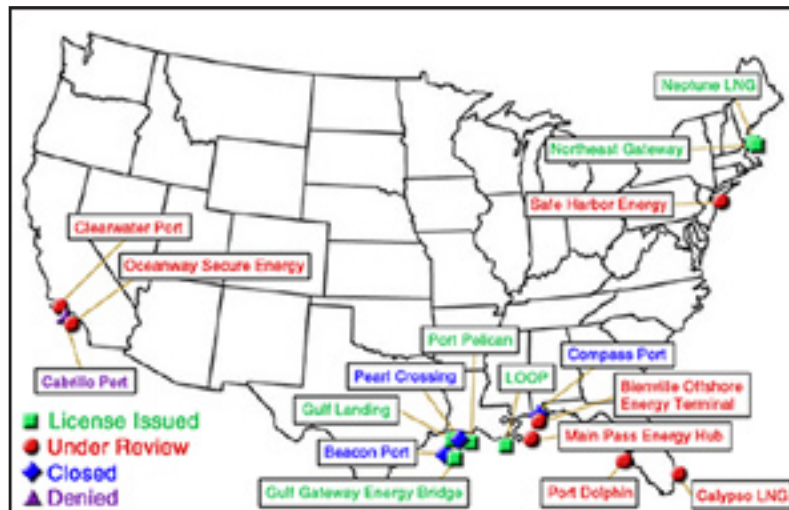 Neptune LNG
Northeast Gateway
Safe Harbor Energy
Clearwater Port
Oceanway Secure Energy
Cabrillo Port
Port Pelican
Pearl Crossing
LOOP
Compass Port
Gulf Landing
Bienville Offshore
Energy Terminal
Beacon Port
Main Pass Energy Hub
Gulf Gateway Energy Bridge
Port Dolphin
Calypso LNG
License Issued
Under Review
Closed
Denied